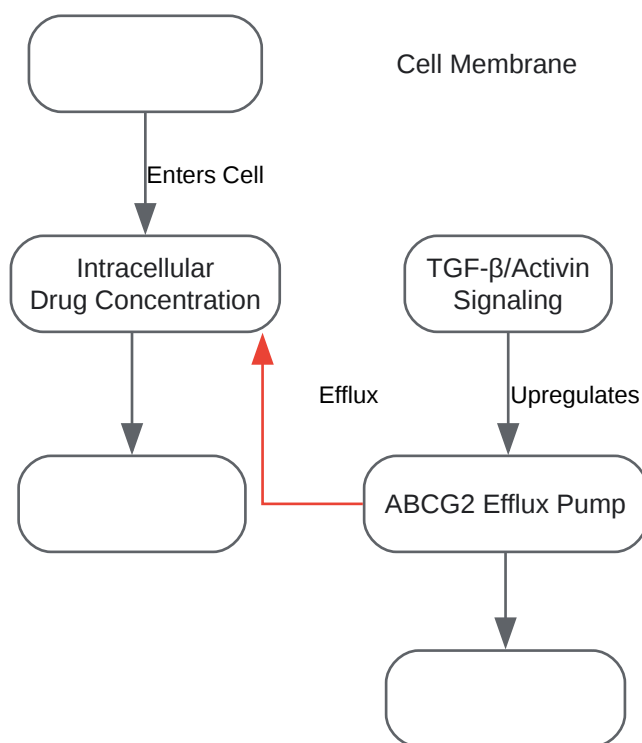 Cell Membrane
Enters Cell
Intracellular
Drug Concentration
TGF-β/Activin
Signaling
Efflux
Upregulates
ABCG2 Efflux Pump